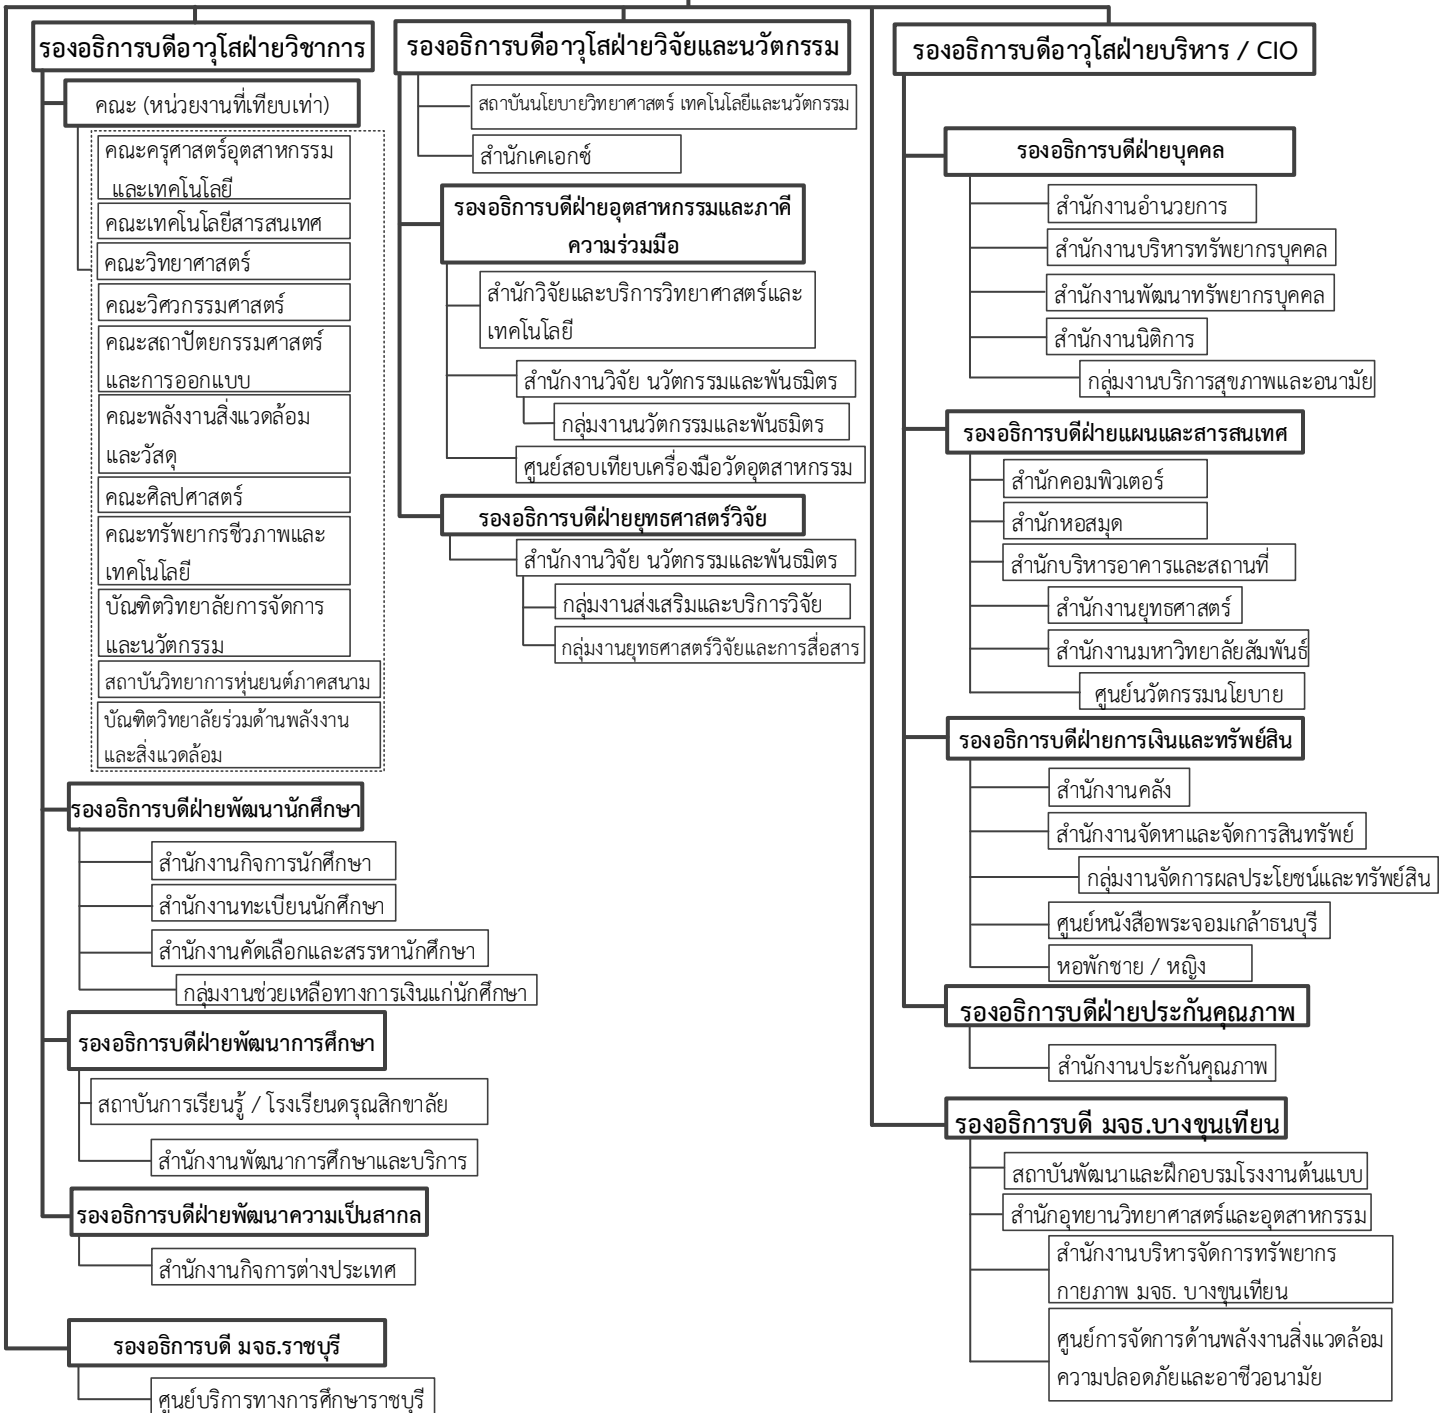 รองอธิการบดีอาวุโสฝ่ายวิชาการ
คณะ (หน่วยงานที่เทียบเท่า)
คณะครุศาสตร์อุตสาหกรรม
และเทคโนโลยี
คณะเทคโนโลยีสารสนเทศ
คณะวิทยาศาสตร์
คณะวิศวกรรมศาสตร์
คณะสถาปัตยกรรมศาสตร์
และการออกแบบ
คณะพลังงานสิ่งแวดล้อม
และวัสดุ
คณะศิลปศาสตร์
คณะทรัพยากรชีวภาพและ
เทคโนโลยี
บัณฑิตวิทยาลัยการจัดการ
และนวัตกรรม
สถาบันวิทยาการหุ่นยนต์ภาคสนาม
บัณฑิตวิทยาลัยร่วมด้านพลังงาน
และสิ่งแวดล้อม
รองอธิการบดีฝ่ายพัฒนานักศึกษา
สำนักงานกิจการนักศึกษา
สำนักงานทะเบียนนักศึกษา
สำนักงานคัดเลือกและสรรหานักศึกษา
กลุ่มงานช่วยเหลือทางการเงินแก่นักศึกษา
รองอธิการบดีฝ่ายพัฒนาการศึกษา
สถาบันการเรียนรู้ / โรงเรียนดรุณสิกขาลัย
สำนักงานพัฒนาการศึกษาและบริการ
รองอธิการบดีฝ่ายพัฒนาความเป็นสากล
สำนักงานกิจการต่างประเทศ
รองอธิการบดี มจธ.ราชบุรี
ศูนย์บริการทางการศึกษาราชบุรี
รองอธิการบดีอาวุโสฝ่ายวิจัยและนวัตกรรม
สถาบันนโยบายวิทยาศาสตร์ เทคโนโลยีและนวัตกรรม
สำนักเคเอกซ์
รองอธิการบดีฝ่ายอุตสาหกรรมและภาคี
ความร่วมมือ
สำนักวิจัยและบริการวิทยาศาสตร์และ
เทคโนโลยี
สำนักงานวิจัย นวัตกรรมและพันธมิตร
กลุ่มงานนวัตกรรมและพันธมิตร
ศูนย์สอบเทียบเครื่องมือวัดอุตสาหกรรม
รองอธิการบดีฝ่ายยุทธศาสตร์วิจัย
สำนักงานวิจัย นวัตกรรมและพันธมิตร
กลุ่มงานส่งเสริมและบริการวิจัย
กลุ่มงานยุทธศาสตร์วิจัยและการสื่อสาร
รองอธิการบดีอาวุโสฝ่ายบริหาร / CIO
รองอธิการบดีฝ่ายบุคคล
สำนักงานอำนวยการ
สำนักงานบริหารทรัพยากรบุคคล
สำนักงานพัฒนาทรัพยากรบุคคล
สำนักงานนิติการ
กลุ่มงานบริการสุขภาพและอนามัย
รองอธิการบดีฝ่ายแผนและสารสนเทศ
สำนักคอมพิวเตอร์
สำนักหอสมุด
สำนักบริหารอาคารและสถานที่
สำนักงานยุทธศาสตร์
สำนักงานมหาวิทยาลัยสัมพันธ์
ศูนย์นวัตกรรมนโยบาย
รองอธิการบดีฝ่ายการเงินและทรัพย์สิน
สำนักงานคลัง
สำนักงานจัดหาและจัดการสินทรัพย์
กลุ่มงานจัดการผลประโยชน์และทรัพย์สิน
ศูนย์หนังสือพระจอมเกล้าธนบุรี
หอพักชาย / หญิง
รองอธิการบดีฝ่ายประกันคุณภาพ
สำนักงานประกันคุณภาพ
รองอธิการบดี มจธ.บางขุนเทียน
สถาบันพัฒนาและฝึกอบรมโรงงานต้นแบบ
สำนักอุทยานวิทยาศาสตร์และอุตสาหกรรม
สำนักงานบริหารจัดการทรัพยากร
กายภาพ มจธ. บางขุนเทียน
ศูนย์การจัดการด้านพลังงานสิ่งแวดล้อม
ความปลอดภัยและอาชีวอนามัย